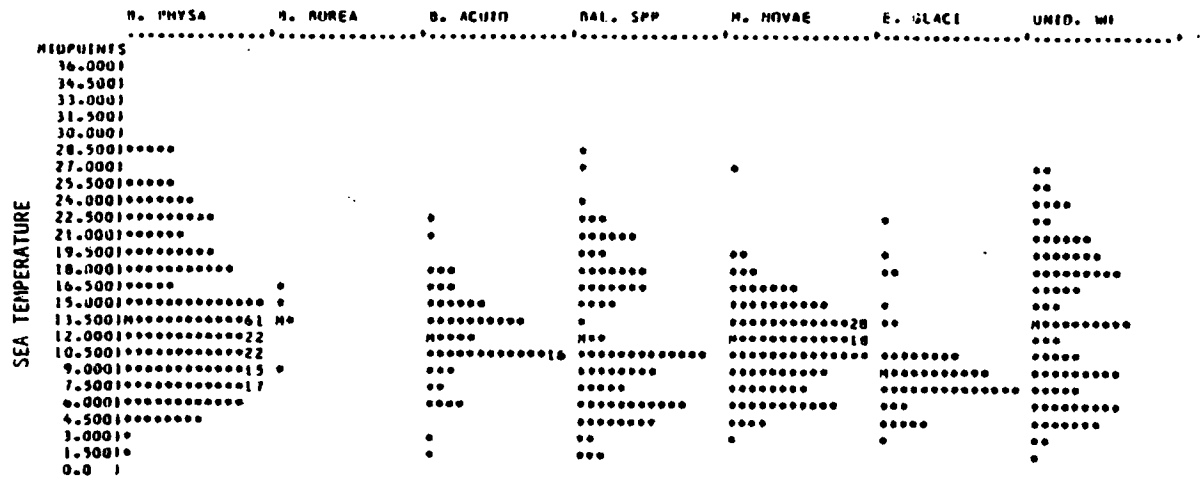 B. PHYSA B. BOREA B. ACUTO BAL. SPP M. NOVAE E. GLACI UNID. WH
MIDPOINTS
36.000)
34.500)
33.000)
31.500)
30.000)
28.500)***** *
27.000) * * **
25.500)***** **
24.000)******* * ****
22.500)********* * *** * **
21.000)****** * ****** ******
19.500)********* *** ** * *******
18.000)*********** *** ******* *** ** *********
16.500)***** * *** ******* ******* *****
15.000)************** * ****** **** ********** * ***
13.500)M***********61 M* ********** * ************28 ** M*********
12.000)************22 M**** M** M***********18 ***
10.500)************22 ************16 ************* ************** ******** *****
9.000)************15 * *** ******** ********** M******** *********
7.500)************17 ** ***** ******** ************** *****
6.000)************ **** *********** *********** *** *********
4.500)******** ******** **** ***** *******
3.000)* * ** * * **
1.500)* * *** *
0.0 )
SEA TEMPERATURE